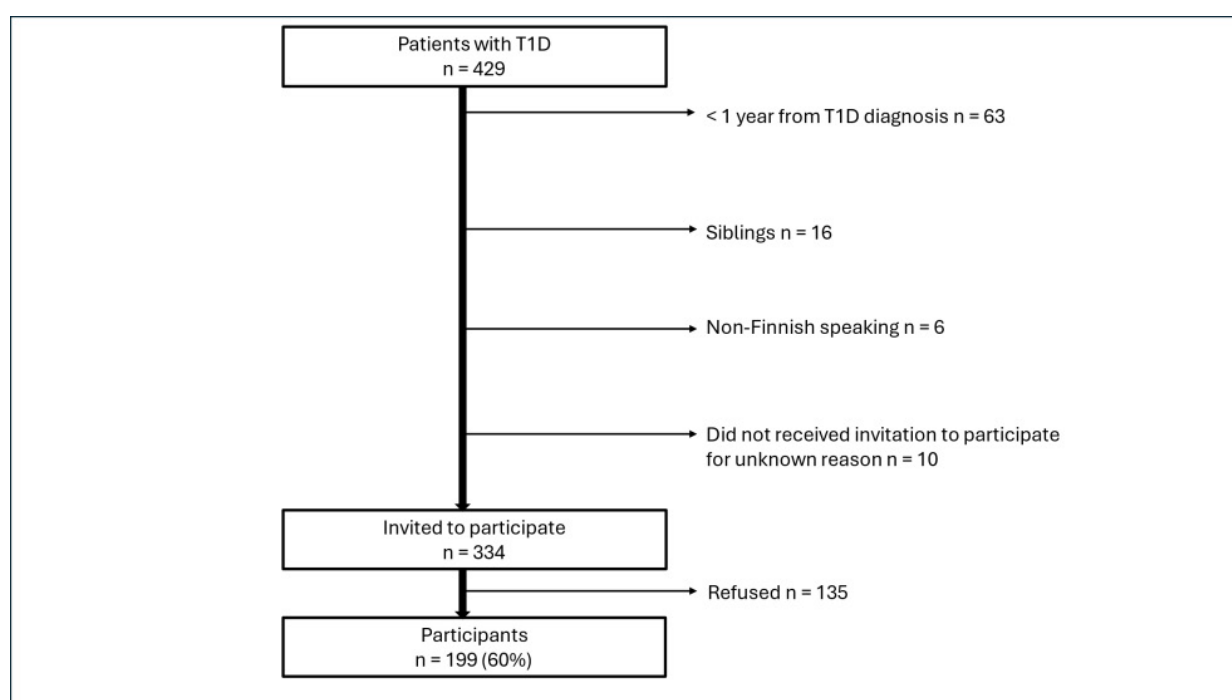 Patients with T1D
n = 429
< 1 year from T1D diagnosis n = 63
Siblings n = 16
Non-Finnish speaking n = 6
Did not received invitation to participate
for unknown reason n = 10
Invited to participate
n = 334
Refused n = 135
Participants
n = 199 (60%)